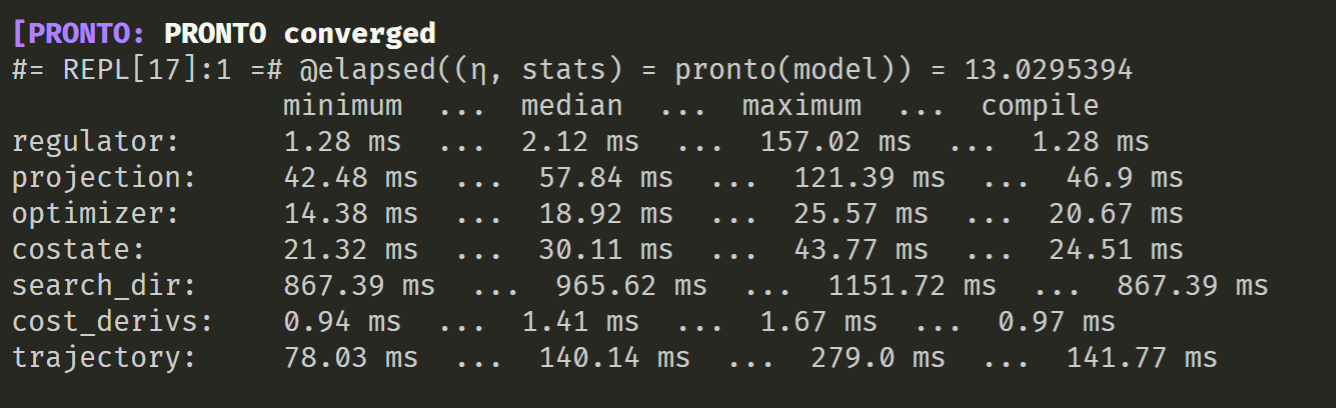 [PRONTO: PRONTO converged
#= REPL[17]:1 =# @elapsed((η, stats) = pronto(model)) = 13.0295394
minimum ... median ... maximum ... compile
regulator: 1.28 ms ... 2.12 ms ... 157.02 ms ... 1.28 ms
projection: 42.48 ms ... 57.84 ms ... 121.39 ms ... 46.9 ms
optimizer: 14.38 ms ... 18.92 ms ... 25.57 ms ... 20.67 ms
costate: 21.32 ms ... 30.11 ms ... 43.77 ms ... 24.51 ms
search_dir: 867.39 ms ... 965.62 ms ... 1151.72 ms ... 867.39 ms
cost_derivs: 0.94 ms ... 1.41 ms ... 1.67 ms ... 0.97 ms
trajectory: 78.03 ms ... 140.14 ms ... 279.0 ms ... 141.77 ms